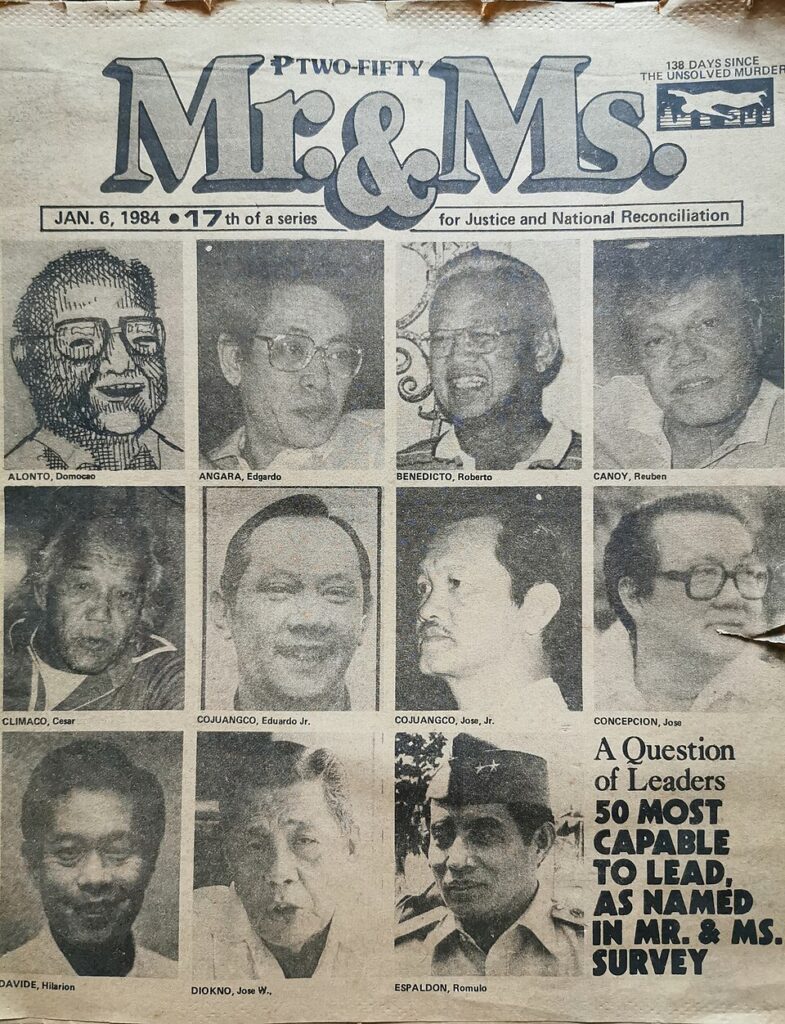 ₱TWO-FIFTY
Mr.&Ms.
138 DAYS SINCE
THE UNSOLVED MURDER
JAN. 6, 1984 • 17th of a series
for Justice and National Reconciliation
ALONTO, Domocao
ANGARA, Edgardo
BENEDICTO, Roberto
CANOY, Reuben
CLIMACO, Cesar
COJUANGCO, Eduardo Jr.
COJUANGCO, Jose, Jr.
CONCEPCION, Jose
A Question
of Leaders
50 MOST
CAPABLE
TO LEAD,
AS NAMED
IN MR. & MS.
SURVEY
DAVIDE, Hilarion
DIOKNO, Jose W.,
ESPALDON, Romulo